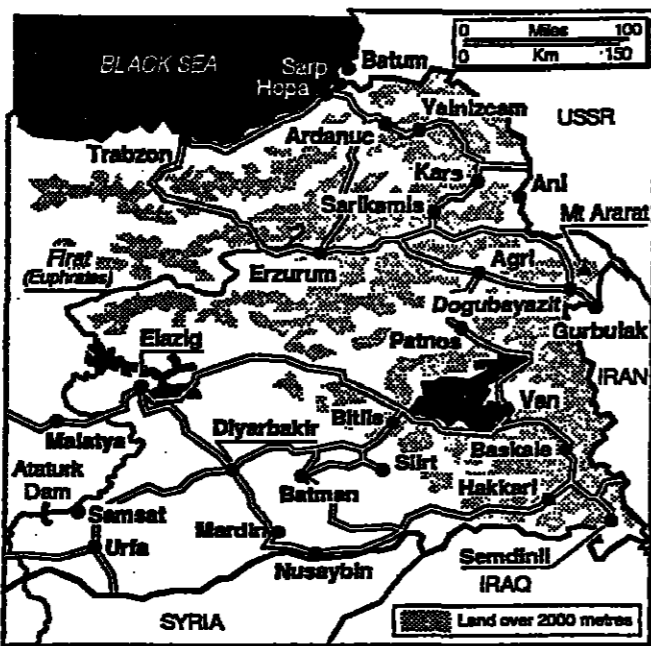 0 Miles 100
0 Km 150
BLACK SEA
Batum
Sarp
Hopa
USSR
Yalnizcam
Ardanuc
Trabzon
Kars
Ani
Sarikamis
Mt Ararat
Firat
(Euphrates)
Erzurum
Agri
Dogubayazit
Gurbulak
Patnos
Elazig
IRAN
Van
Bitlis
Diyarbakir
Malatya
Baskale
Siirt
Ataturk
Dam
Batman
Hakkari
Samsat
Mardin
Urfa
Semdinli
Nusaybin
IRAQ
SYRIA
Land over 2000 metres